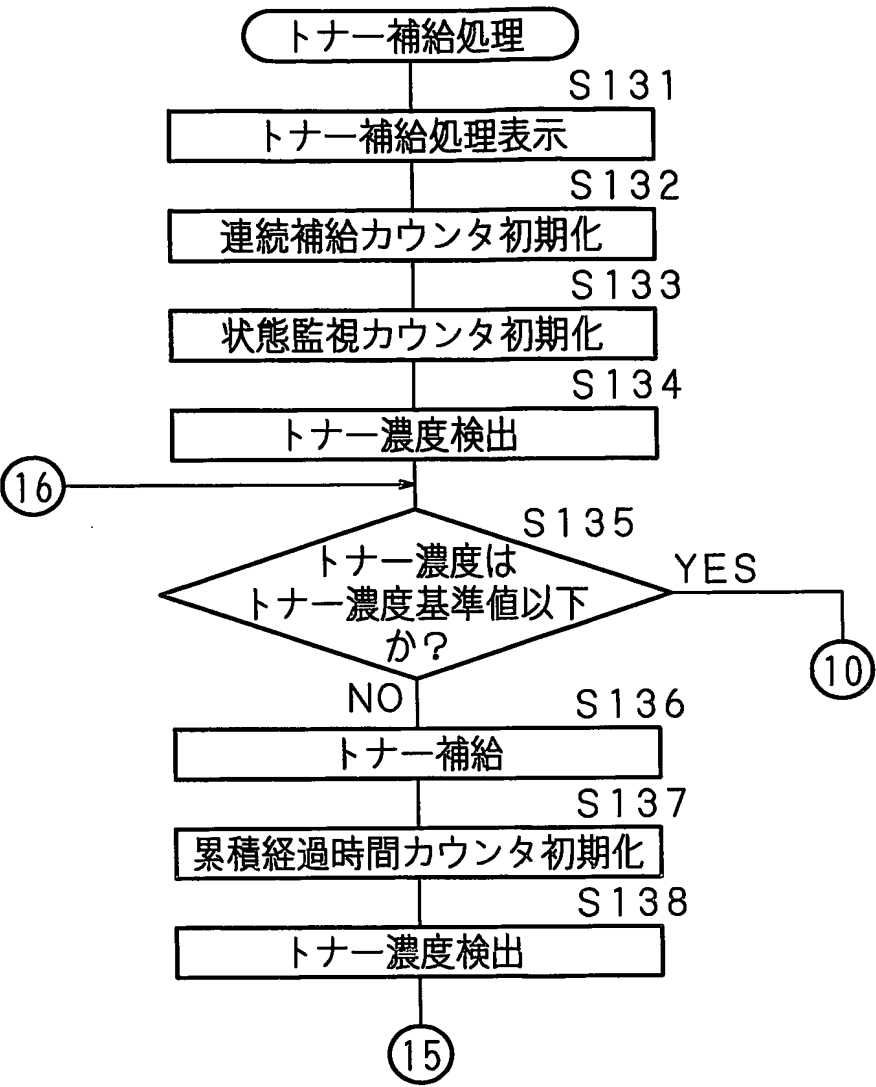 トナー補給処理
S131
トナー補給処理表示
S132
連続補給カウンタ初期化
S133
状態監視カウンタ初期化
S134
トナー濃度検出
16
S135
トナー濃度は
トナー濃度基準値以下
か?
YES
10
NO
S136
トナー補給
S137
累積経過時間カウンタ初期化
S138
トナー濃度検出
15